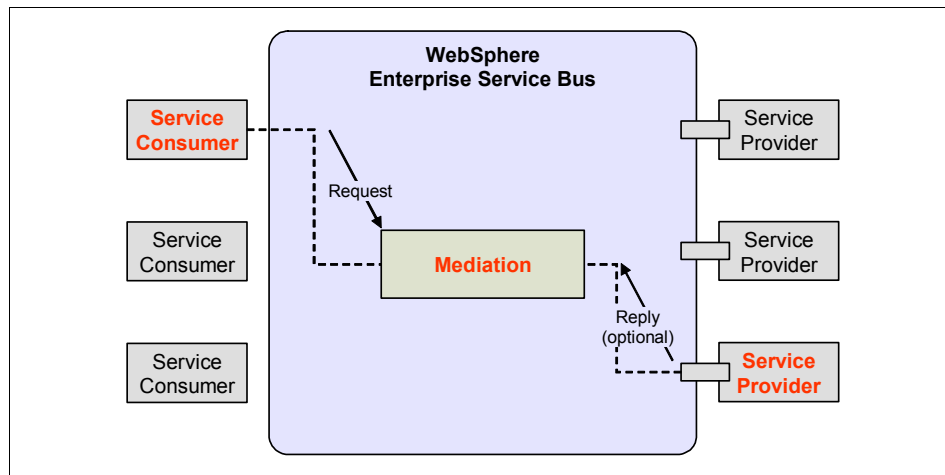 WebSphere
Enterprise Service Bus
Service
Consumer
Service
Provider
Request
Service
Consumer
Mediation
Service
Provider
Reply
(optional)
Service
Consumer
Service
Provider